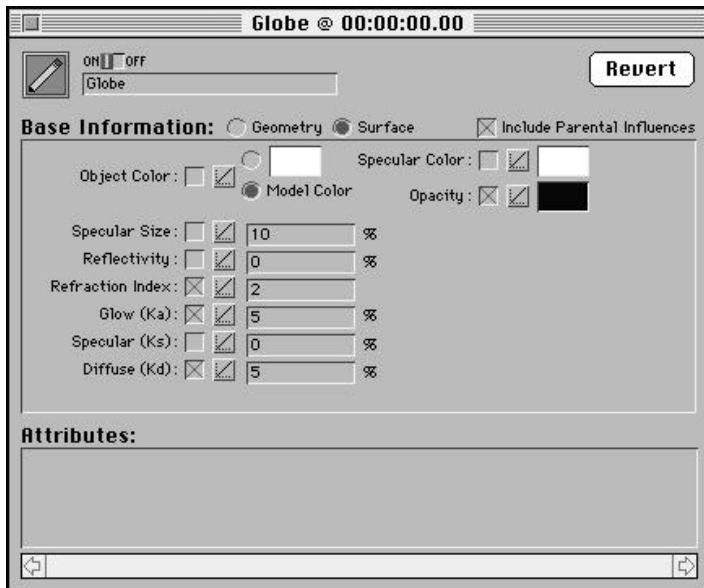 Globe @ 00:00:00.00
ON OFF
Globe
Revert
Base Information: Geometry Surface Include Parental Influences
Object Color: Model Color
Specular Color:
Opacity:
Specular Size: 10 %
Reflectivity: 0 %
Refraction Index: 2
Glow (Ka): 5 %
Specular (Ks): 0 %
Diffuse (Kd): 5 %
Attributes: